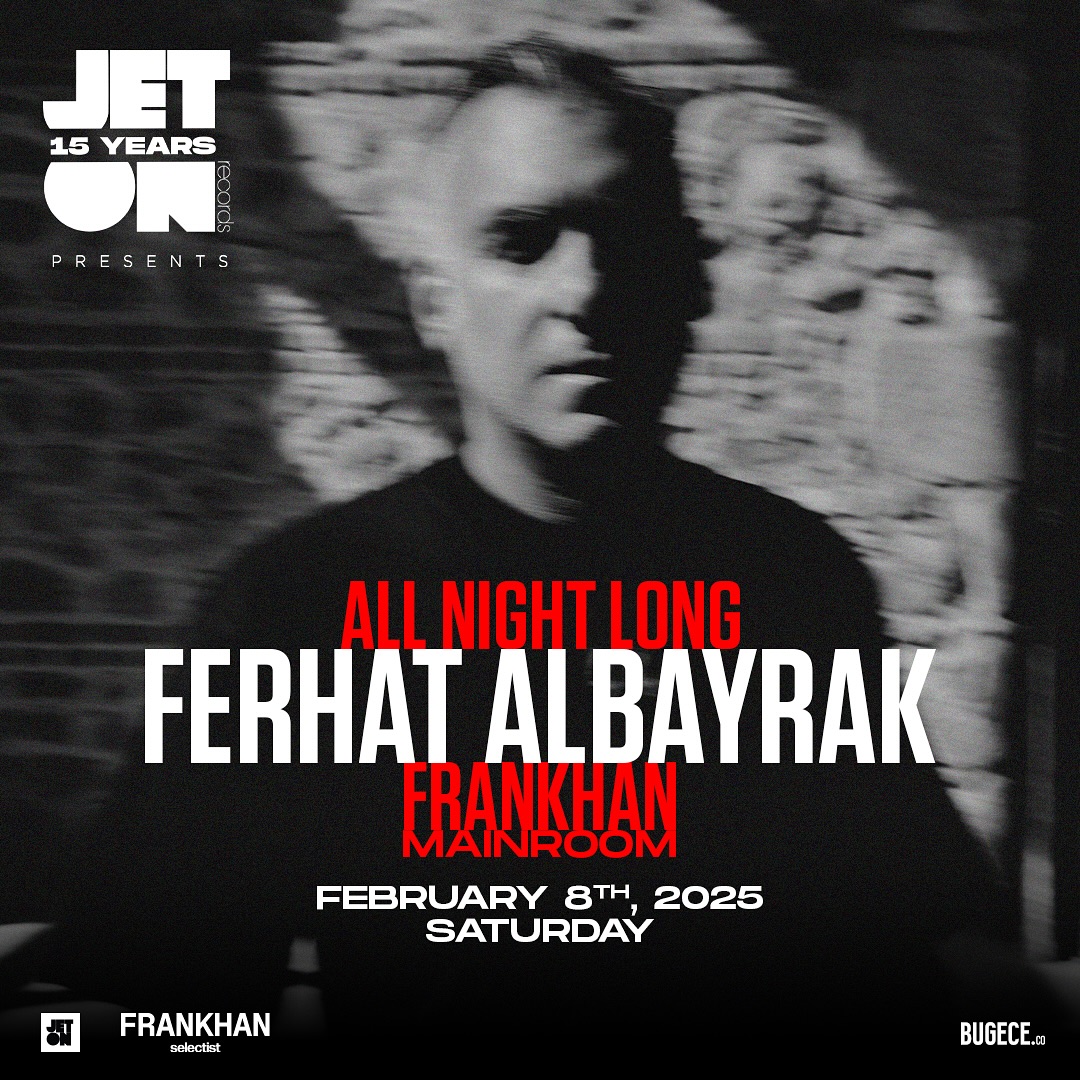 JET
15 YEARS
ON
records
PRESENTS
ALL NIGHT LONG
FERHAT ALBAYRAK
FRANKHAN
MAINROOM
FEBRUARY 8TH, 2025
SATURDAY
JET
ON
FRANKHAN
selectist
BUGECE.co